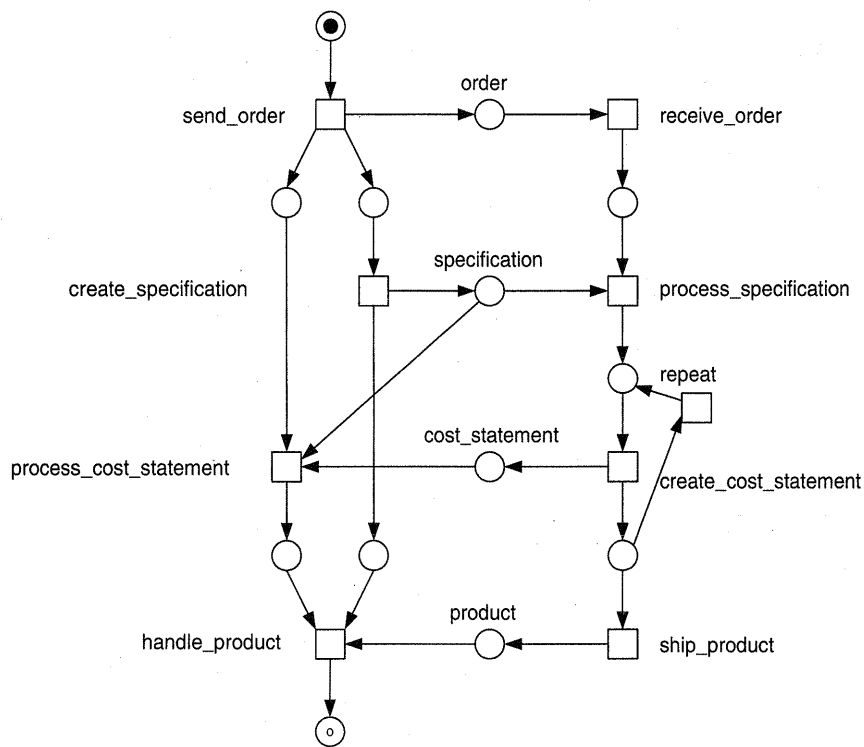 order
send_order
receive_order
specification
create_specification
process_specification
repeat
cost_statement
process_cost_statement
create_cost_statement
product
handle_product
ship_product
o